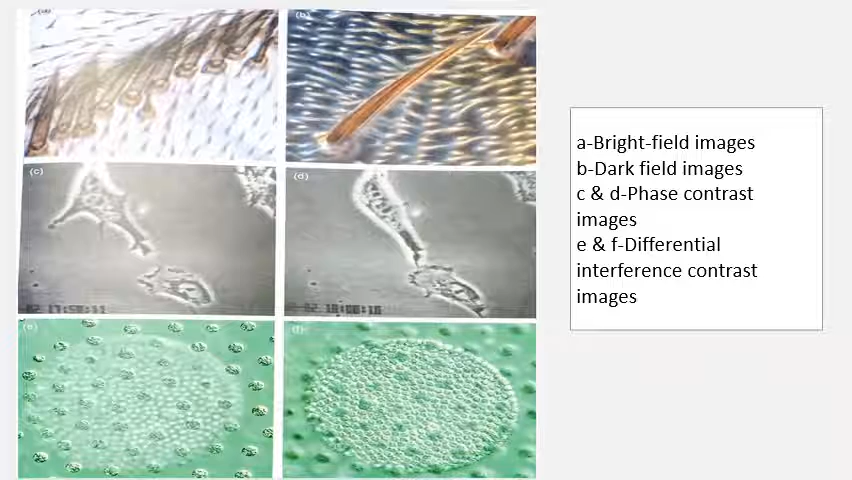 (b)
a-Bright-field images
b-Dark field images
(c)
(d)
c & d-Phase contrast
images
e & f-Differential
interference contrast
images
(e)
(f)